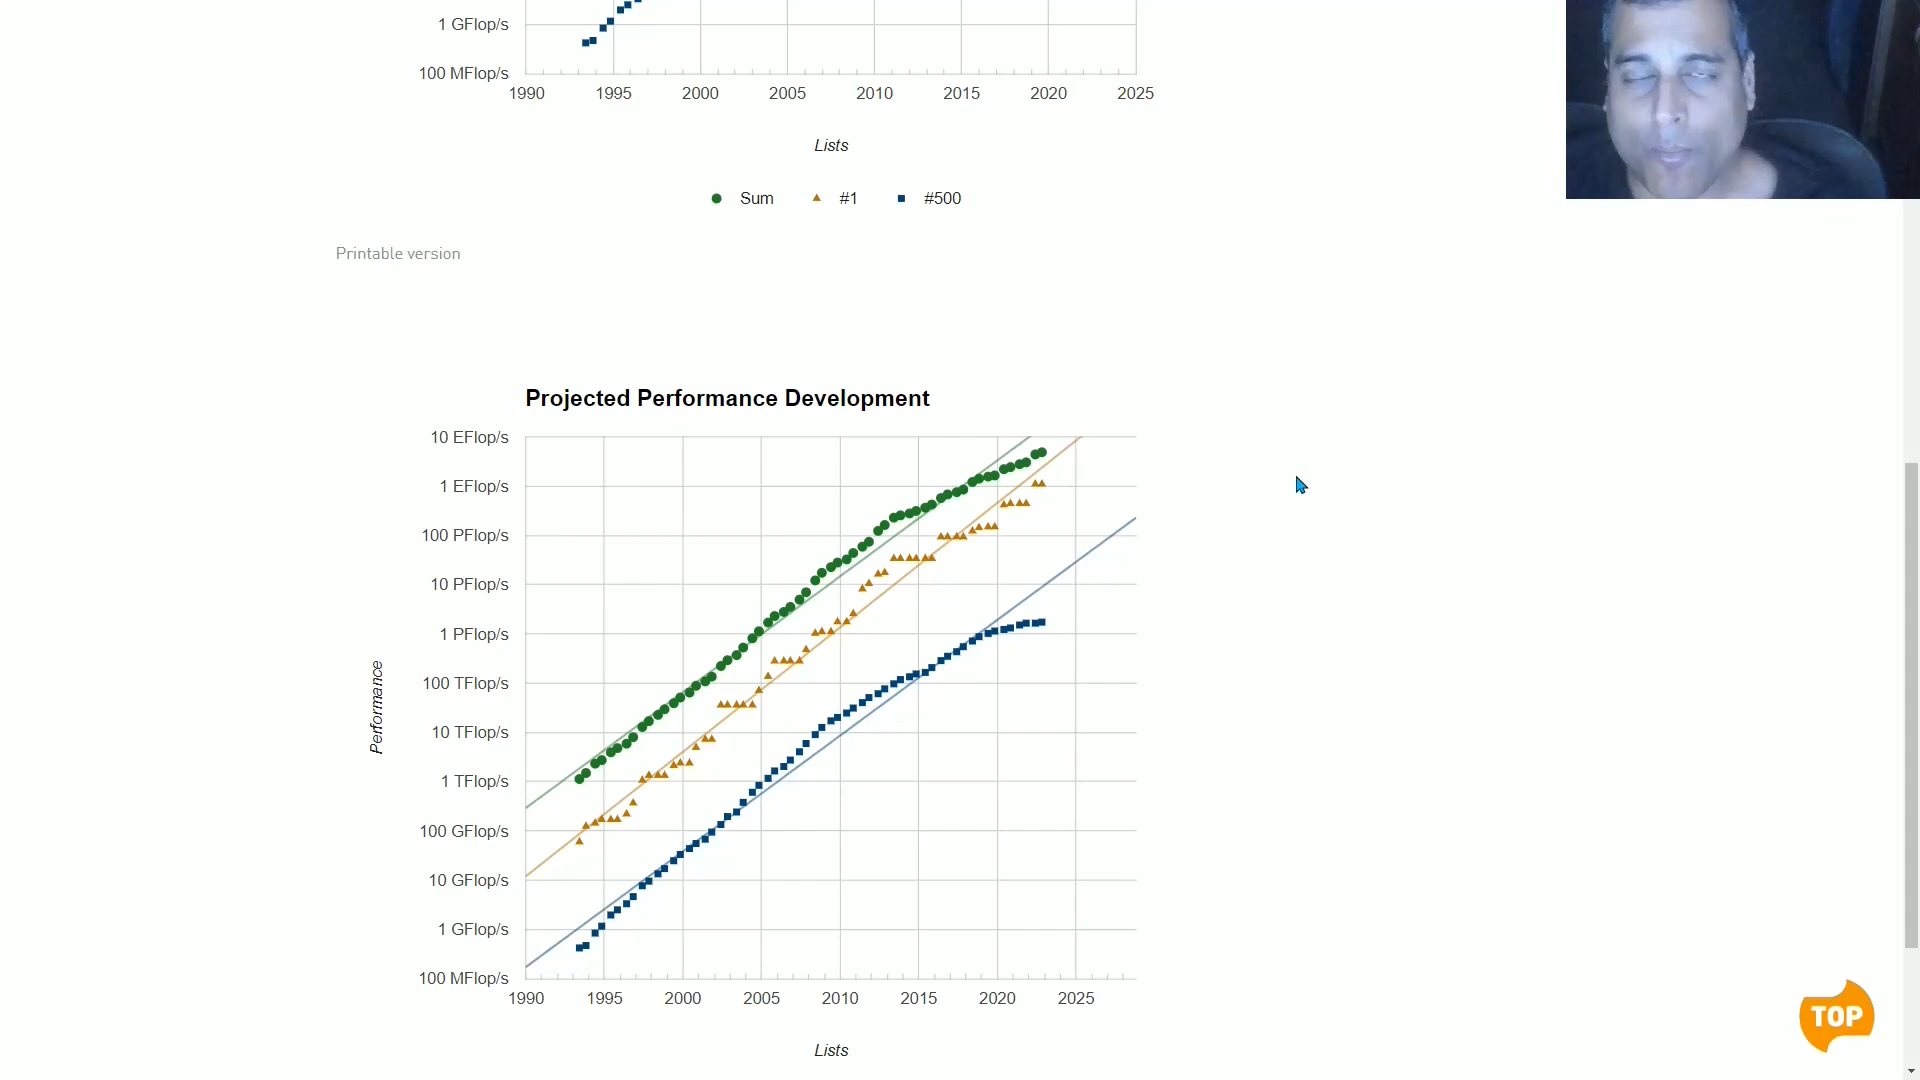 1 GFlop/s
100 MFlop/s
1990 1995 2000 2005 2010 2015 2020 2025
Lists
Sum #1 #500
Printable version
Projected Performance Development
10 EFlop/s
1 EFlop/s
100 PFlop/s
10 PFlop/s
1 PFlop/s
100 TFlop/s
10 TFlop/s
1 TFlop/s
100 GFlop/s
10 GFlop/s
1 GFlop/s
100 MFlop/s
Performance
1990 1995 2000 2005 2010 2015 2020 2025
Lists
TOP